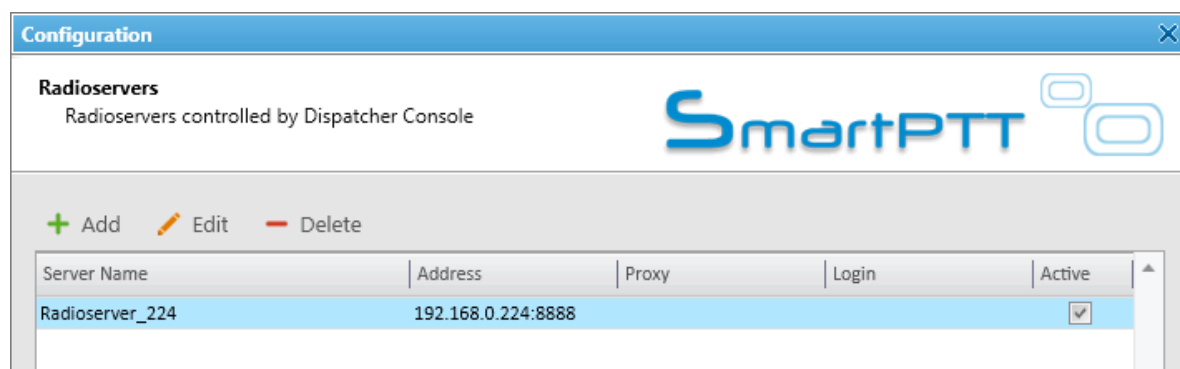 Configuration
Radioservers
Radioservers controlled by Dispatcher Console
SmartPTT
Add Edit Delete
Server Name Address Proxy Login Active
Radioserver_224 192.168.0.224:8888